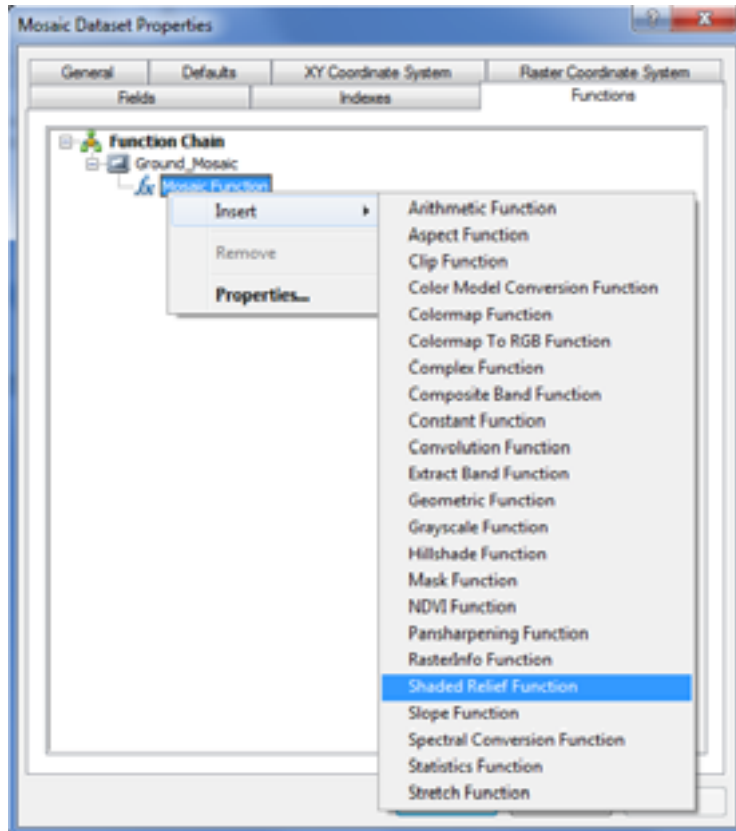 Mosaic Dataset Properties
General
Defaults
XY Coordinate System
Raster Coordinate System
Fields
Indexes
Functions
Function Chain
Ground_Mosaic
fx Mosaic Function
Insert
Remove
Properties...
Arithmetic Function
Aspect Function
Clip Function
Color Model Conversion Function
Colormap Function
Colormap To RGB Function
Complex Function
Composite Band Function
Constant Function
Convolution Function
Extract Band Function
Geometric Function
Grayscale Function
Hillshade Function
Mask Function
NDVI Function
Pansharpening Function
RasterInfo Function
Shaded Relief Function
Slope Function
Spectral Conversion Function
Statistics Function
Stretch Function